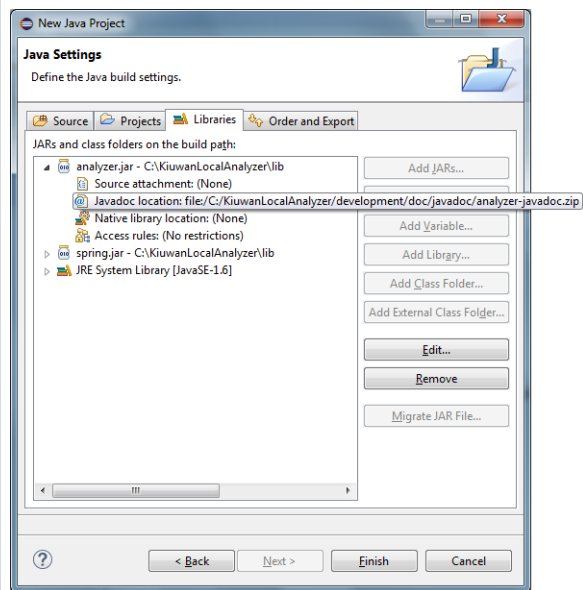 New Java Project
Java Settings
Define the Java build settings.
Source Projects Libraries Order and Export
JARs and class folders on the build path:
analyzer.jar - C:\KiuwanLocalAnalyzer\lib
Source attachment: (None)
Javadoc location: file:/C:/KiuwanLocalAnalyzer/development/doc/javadoc/analyzer-javadoc.zip
Native library location: (None)
Access rules: (No restrictions)
spring.jar - C:\KiuwanLocalAnalyzer\lib
JRE System Library [JavaSE-1.6]
Add JARs...
Add Variable...
Add Library...
Add Class Folder...
Add External Class Folder...
Edit...
Remove
Migrate JAR File...
< Back Next > Finish Cancel